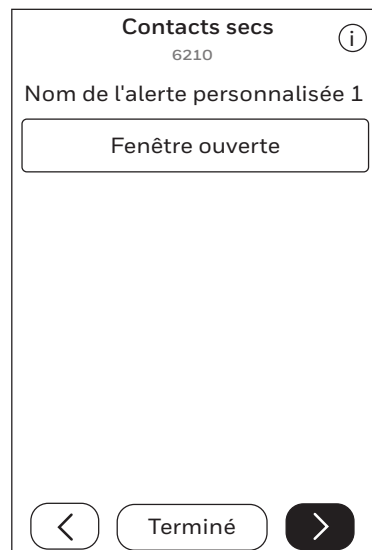 Contacts secs
6210
Nom de l'alerte personnalisée 1
Fenêtre ouverte
Terminé